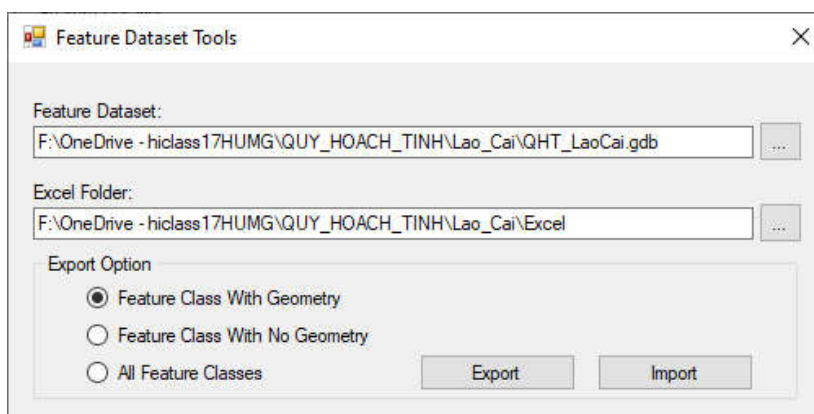 Feature Dataset Tools
Feature Dataset:
F:\OneDrive - hiclass17HUMG\QUY_HOACH_TINH\Lao_Cai\QHT_LaoCai.gdb
...
Excel Folder:
F:\OneDrive - hiclass17HUMG\QUY_HOACH_TINH\Lao_Cai\Excel
...
Export Option
Feature Class With Geometry
Feature Class With No Geometry
All Feature Classes Export Import